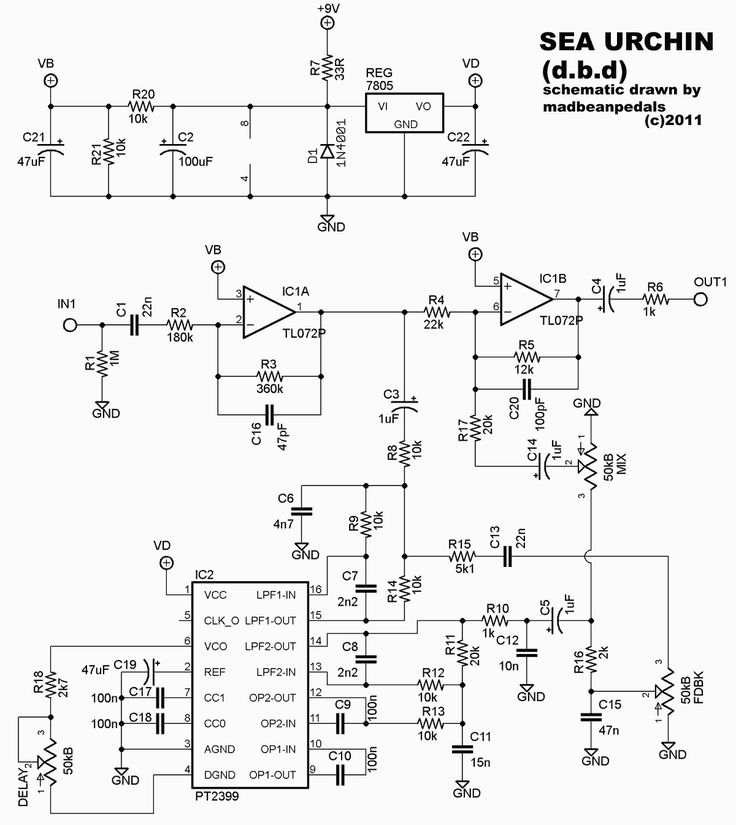 SEA URCHIN
(d.b.d)
schematic drawn by
madbeanpedals
(c)2011
+9V
R7
33R
REG
7805
VI VO
GND
VB
VD
R20
10k
C21
47uF
R21
10k
C2
100uF
8
4
D1
1N4001
C22
47uF
GND
VB
IN1
C1
22n
R2
180k
R1
1M
GND
3
2
1
IC1A
TL072P
R3
360k
C16
47pF
VB
R4
22k
5
6
7
IC1B
TL072P
R5
12k
C20
100pF
C4
1uF
R6
1k
OUT1
C3
1uF
R8
10k
R17
20k
C14
1uF
GND
1
2
3
50kB
MIX
C6
4n7
GND
R9
10k
C7
2n2
R14
10k
R15
5k1
C13
22n
VD
IC2
1 VCC LPF1-IN 16
5 CLK_O LPF1-OUT 15
6 VCO LPF2-OUT 14
2 REF LPF2-IN 13
7 CC1 OP2-OUT 12
8 CC0 OP2-IN 11
3 AGND OP1-IN 10
4 DGND OP1-OUT 9
PT2399
R18
2k7
47uF
C19
100n
C17
100n
C18
GND
DELAY
3
2
1
50kB
C8
2n2
R11
20k
R10
1k
C12
10n
GND
C5
1uF
R12
10k
R13
10k
C9
100n
C10
100n
C11
15n
GND
R16
2k
C15
47n
GND
3
2
1
50kB
FDBK
GND